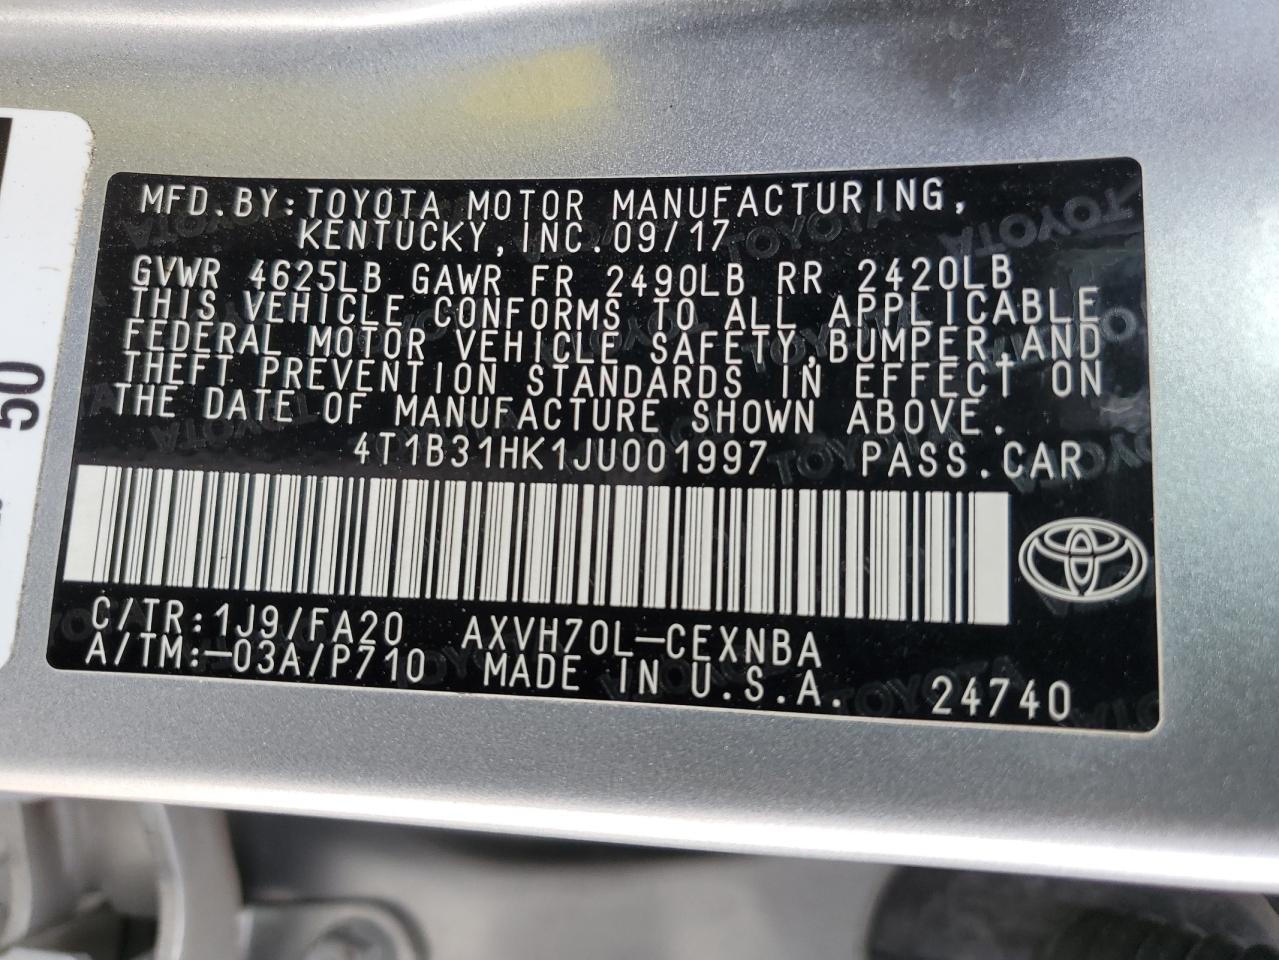 MFD.BY:TOYOTA MOTOR MANUFACTURING,
KENTUCKY,INC.09/17
GVWR 4625LB GAWR FR 2490LB RR 2420LB
THIS VEHICLE CONFORMS TO ALL APPLICABLE
FEDERAL MOTOR VEHICLE SAFETY,BUMPER,AND
THEFT PREVENTION STANDARDS IN EFFECT ON
THE DATE OF MANUFACTURE SHOWN ABOVE.
4T1B31HK1JU001997 PASS.CAR
C/TR:1J9/FA20 AXVH70L-CEXNBA
A/TM:-03A/P710 MADE IN U.S.A. 24740
50